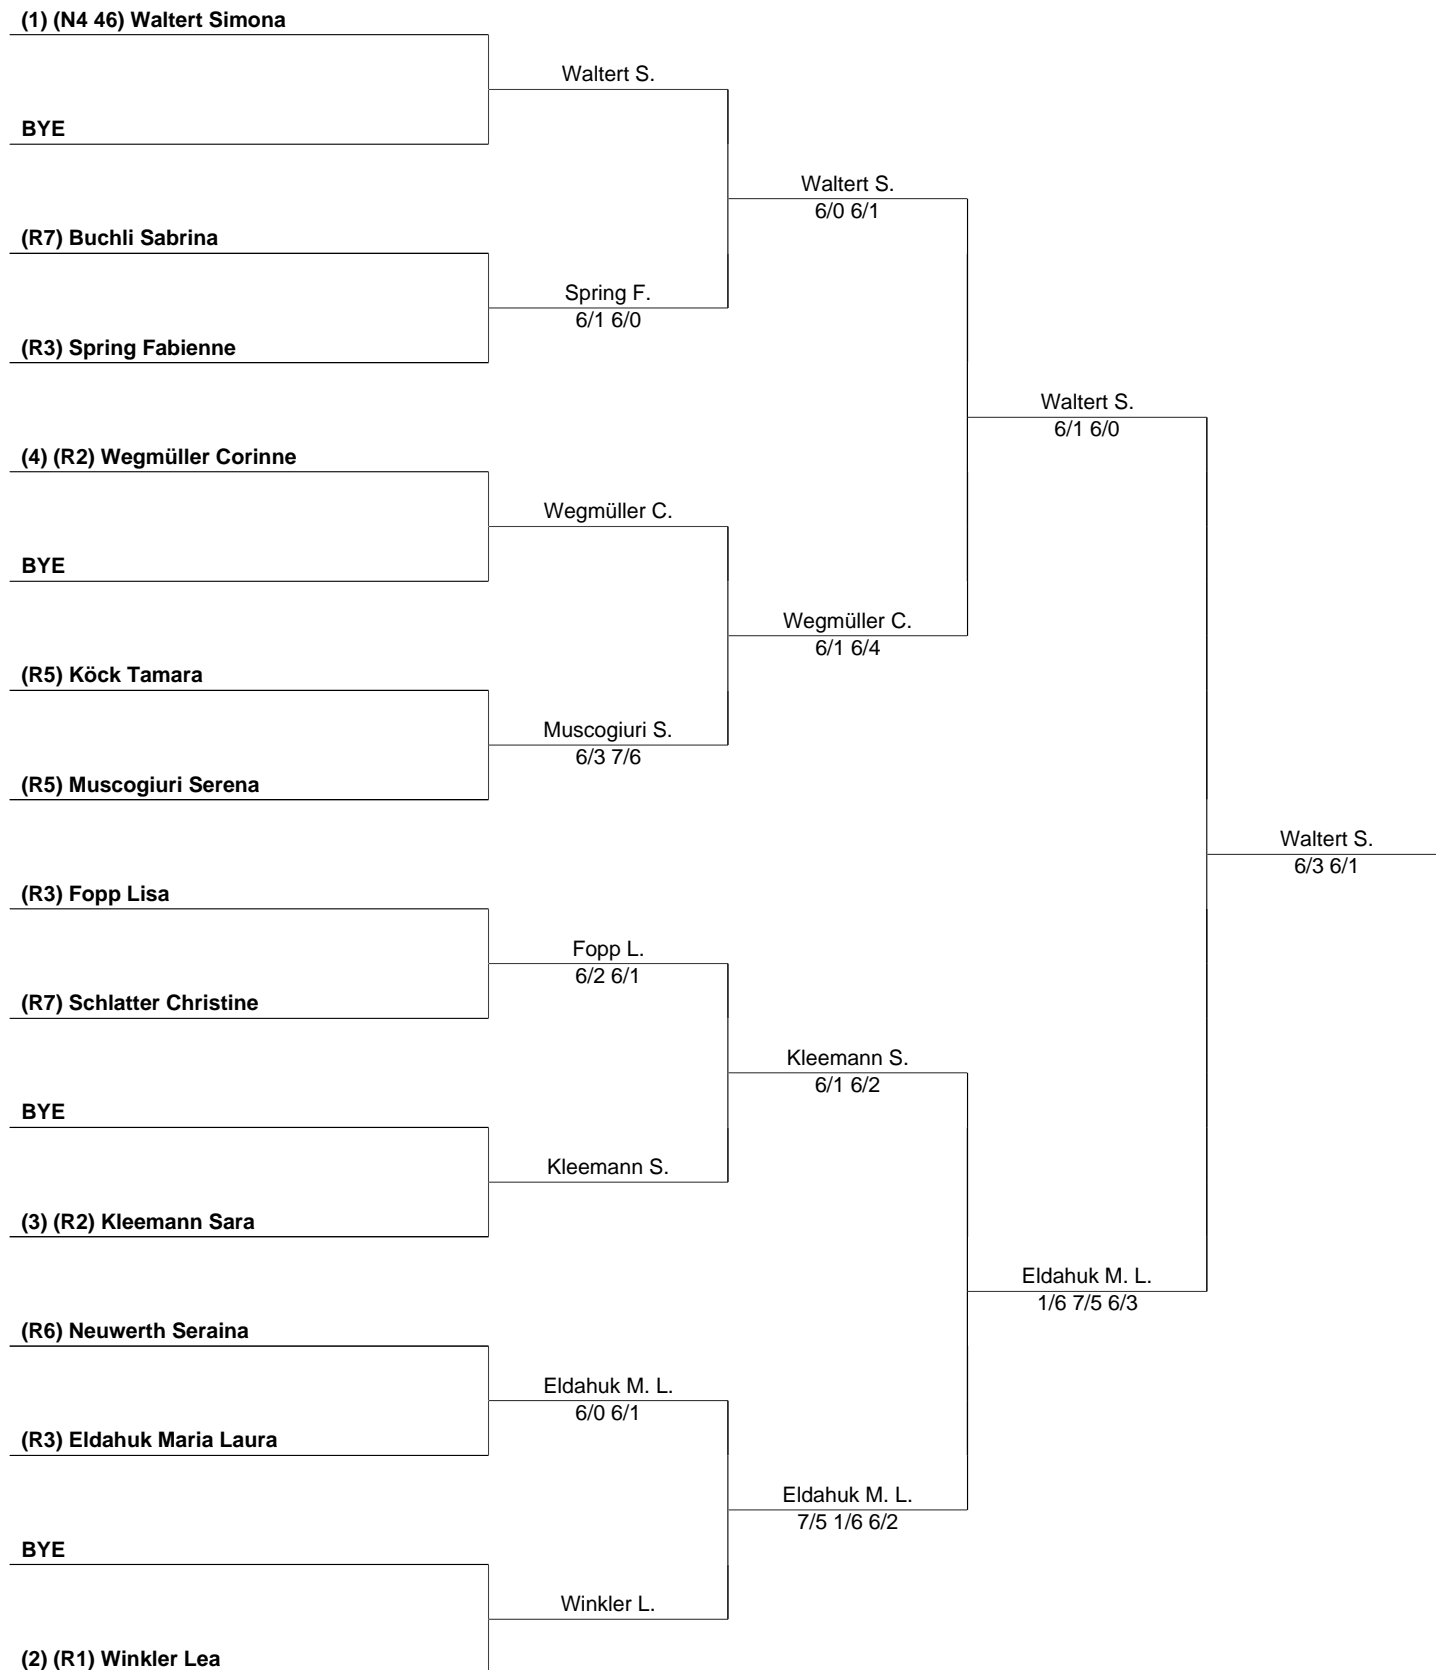 (1) (N4 46) Waltert Simona
Waltert S.
BYE
Waltert S.
6/0 6/1
(R7) Buchli Sabrina
Spring F.
6/1 6/0
(R3) Spring Fabienne
Waltert S.
6/1 6/0
(4) (R2) Wegmüller Corinne
Wegmüller C.
BYE
Wegmüller C.
6/1 6/4
(R5) Köck Tamara
Muscogiuri S.
6/3 7/6
(R5) Muscogiuri Serena
Waltert S.
6/3 6/1
(R3) Fopp Lisa
Fopp L.
6/2 6/1
(R7) Schlatter Christine
Kleemann S.
6/1 6/2
BYE
Kleemann S.
(3) (R2) Kleemann Sara
Eldahuk M. L.
1/6 7/5 6/3
(R6) Neuwerth Seraina
Eldahuk M. L.
6/0 6/1
(R3) Eldahuk Maria Laura
Eldahuk M. L.
7/5 1/6 6/2
BYE
Winkler L.
(2) (R1) Winkler Lea